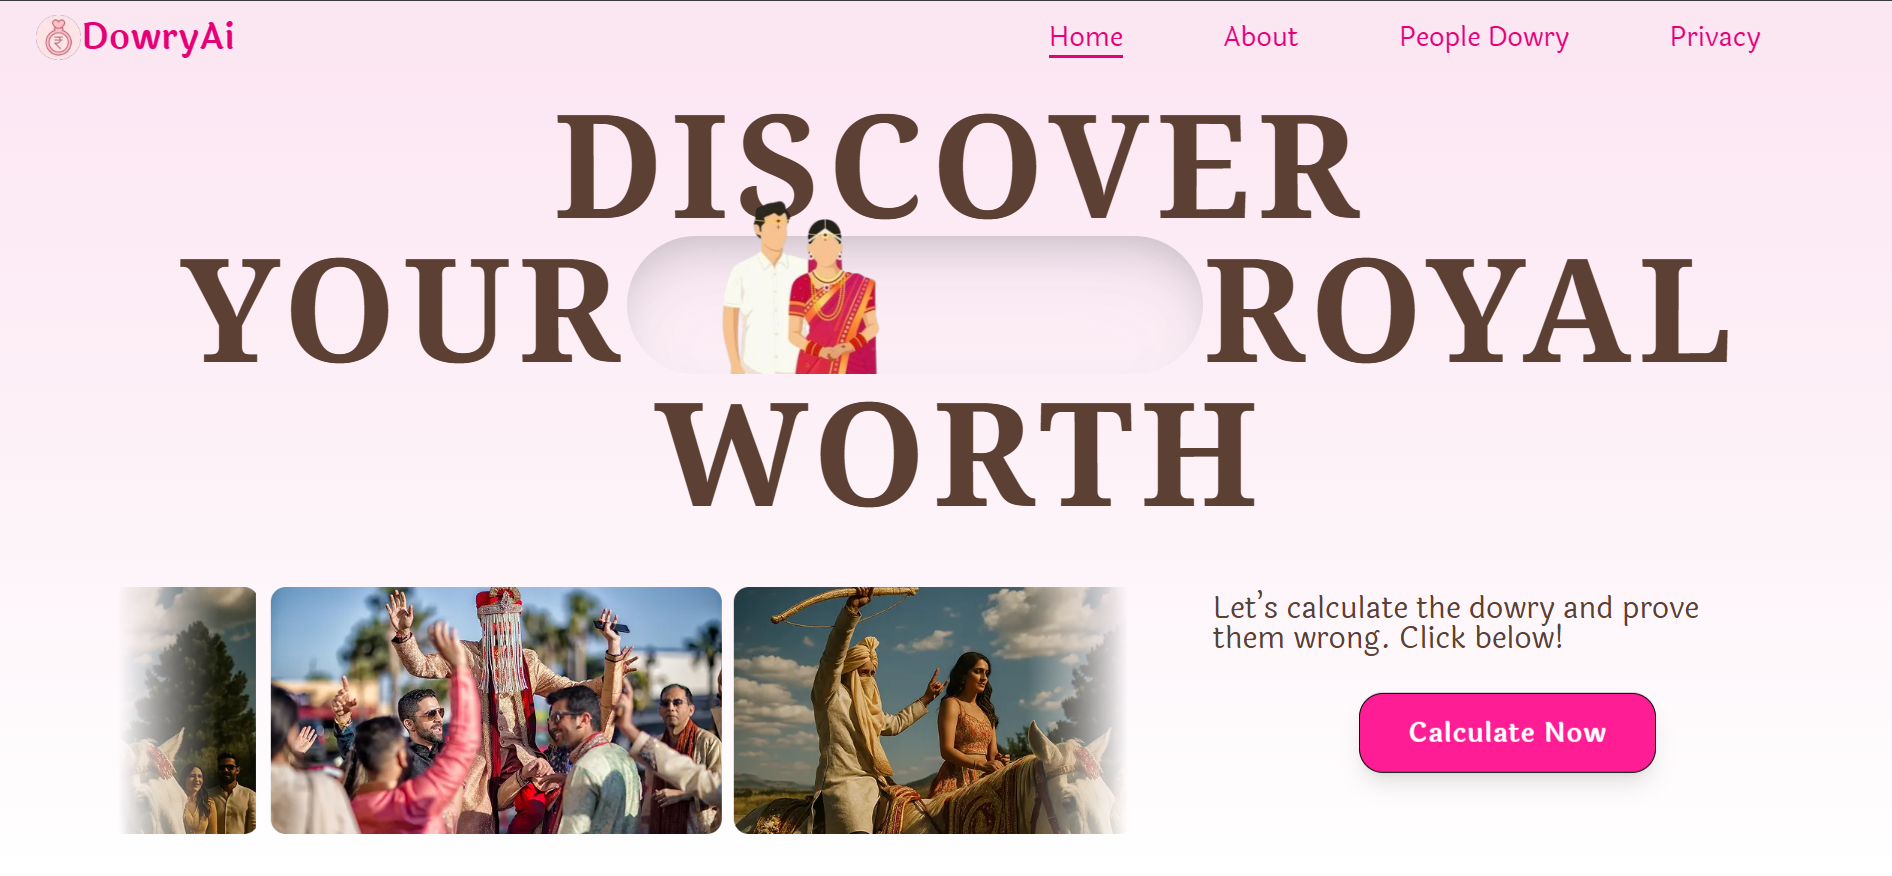 DowryAi
Home
About
People Dowry
Privacy
DISCOVER
YOUR ROYAL
WORTH
Let's calculate the dowry and prove
them wrong. Click below!
Calculate Now